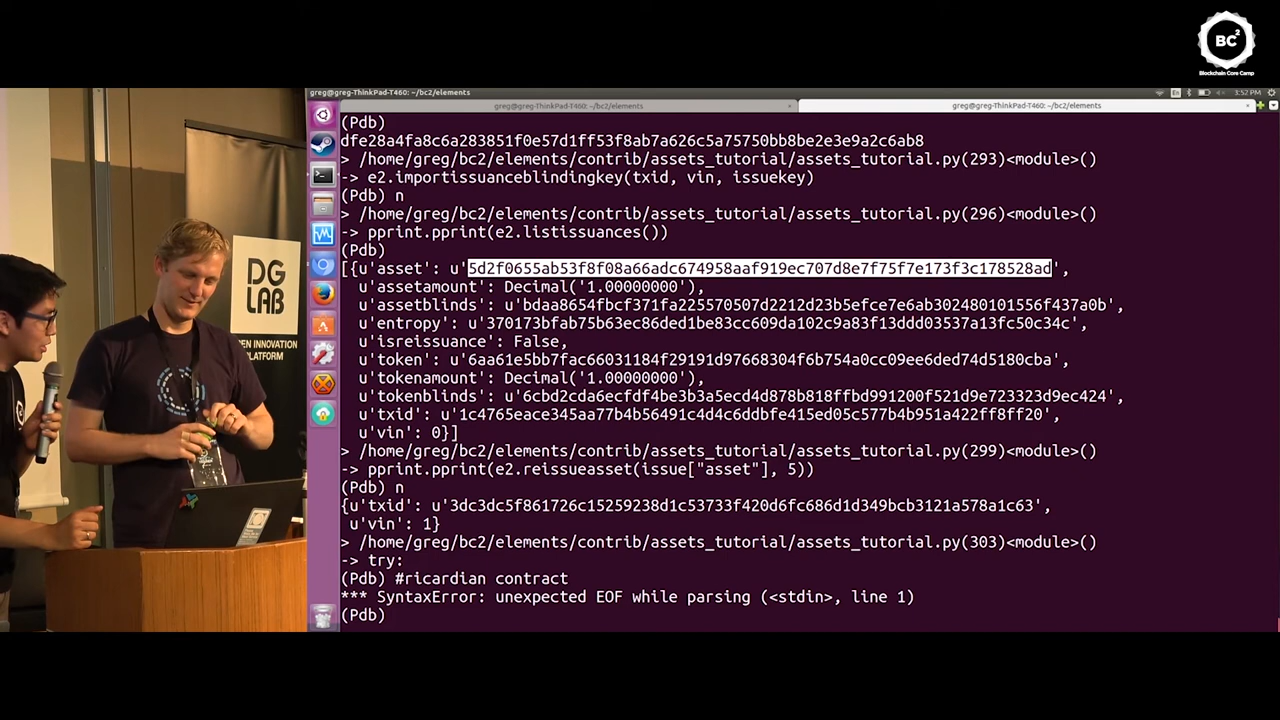 BC²
Blockchain Core Camp
greg@greg-ThinkPad-T460: ~/bc2/elements
3:52 PM
greg@greg-ThinkPad-T460: ~/bc2/elements
greg@greg-ThinkPad-T460: ~/bc2/elements
(Pdb)
dfe28a4fa8c6a283851f0e57d1ff53f8ab7a626c5a75750bb8be2e3e9a2c6ab8
> /home/greg/bc2/elements/contrib/assets_tutorial/assets_tutorial.py(293)<module>()
-> e2.importissuanceblindingkey(txid, vin, issuekey)
(Pdb) n
> /home/greg/bc2/elements/contrib/assets_tutorial/assets_tutorial.py(296)<module>()
-> pprint.pprint(e2.listissuances())
(Pdb)
[{u'asset': u'5d2f0655ab53f8f08a66adc674958aaf919ec707d8e7f75f7e173f3c178528ad',
u'assetamount': Decimal('1.00000000'),
u'assetblinds': u'bdaa8654fbcf371fa225570507d2212d23b5efce7e6ab302480101556f437a0b',
u'entropy': u'370173bfab75b63ec86ded1be83cc609da102c9a83f13ddd03537a13fc50c34c',
u'isreissuance': False,
u'token': u'6aa61e5bb7fac66031184f29191d97668304f6b754a0cc09ee6ded74d5180cba',
u'tokenamount': Decimal('1.00000000'),
u'tokenblinds': u'6cbd2cda6ecfdf4be3b3a5ecd4d878b818ffbd991200f521d9e723323d9ec424',
u'txid': u'1c4765eace345aa77b4b56491c4d4c6ddbfe415ed05c577b4b951a422ff8ff20',
u'vin': 0}]
> /home/greg/bc2/elements/contrib/assets_tutorial/assets_tutorial.py(299)<module>()
-> pprint.pprint(e2.reissueasset(issue["asset"], 5))
(Pdb) n
{u'txid': u'3dc3dc5f861726c15259238d1c53733f420d6fc686d1d349bcb3121a578a1c63',
u'vin': 1}
> /home/greg/bc2/elements/contrib/assets_tutorial/assets_tutorial.py(303)<module>()
-> try:
(Pdb) #ricardian contract
*** SyntaxError: unexpected EOF while parsing (<stdin>, line 1)
(Pdb)
DG
LAB
PEN INNOVATION
PLATFORM